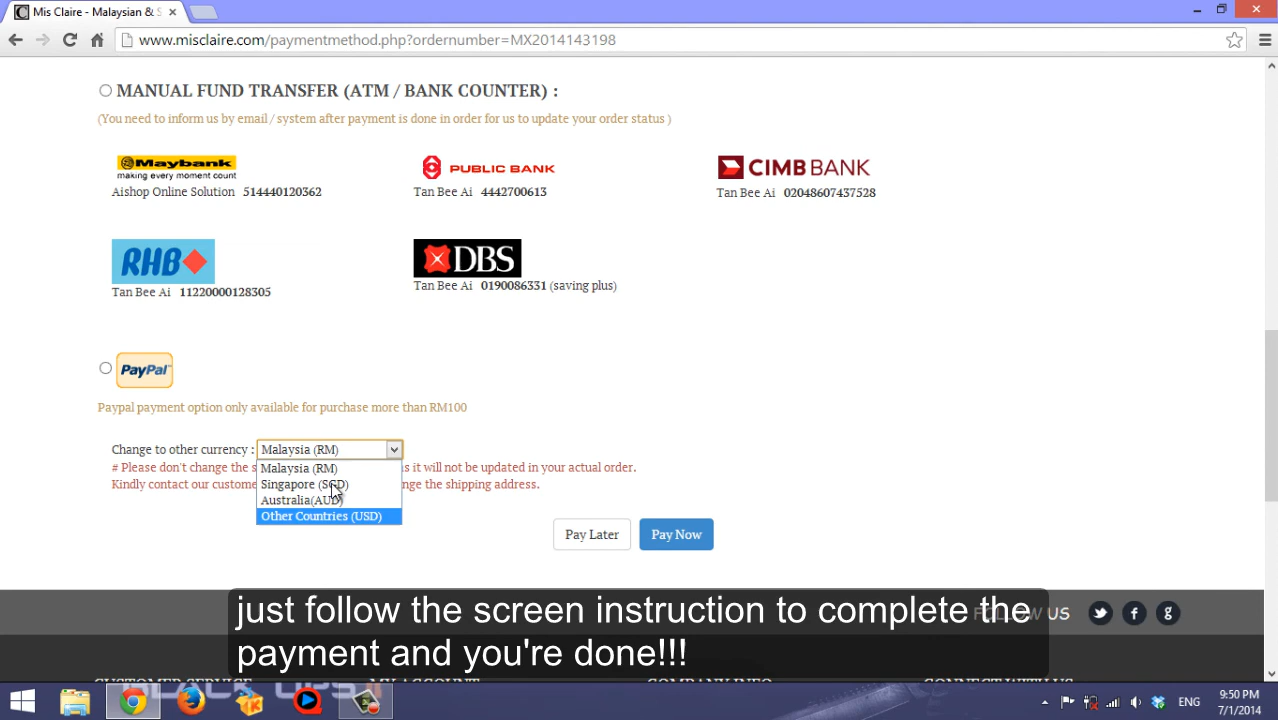 Mis Claire - Malaysian & S
www.misclaire.com/paymentmethod.php?ordernumber=MX2014143198
MANUAL FUND TRANSFER (ATM / BANK COUNTER) :
(You need to inform us by email / system after payment is done in order for us to update your order status )
Maybank
making every moment count
PUBLIC BANK
CIMB BANK
Aishop Online Solution 514440120362
Tan Bee Ai 4442700613
Tan Bee Ai 02048607437528
RHB
DBS
Tan Bee Ai 11220000128305
Tan Bee Ai 0190086331 (saving plus)
PayPal
Paypal payment option only available for purchase more than RM100
Change to other currency : Malaysia (RM)
Malaysia (RM)
Singapore (SGD)
Australia(AUD)
Other Countries (USD)
# Please don't change the s
s it will not be updated in your actual order.
Kindly contact our custome
nge the shipping address.
Pay Later
Pay Now
just follow the screen instruction to complete the
payment and you're done!!!
FOLLOW US
ENG
9:50 PM
7/1/2014